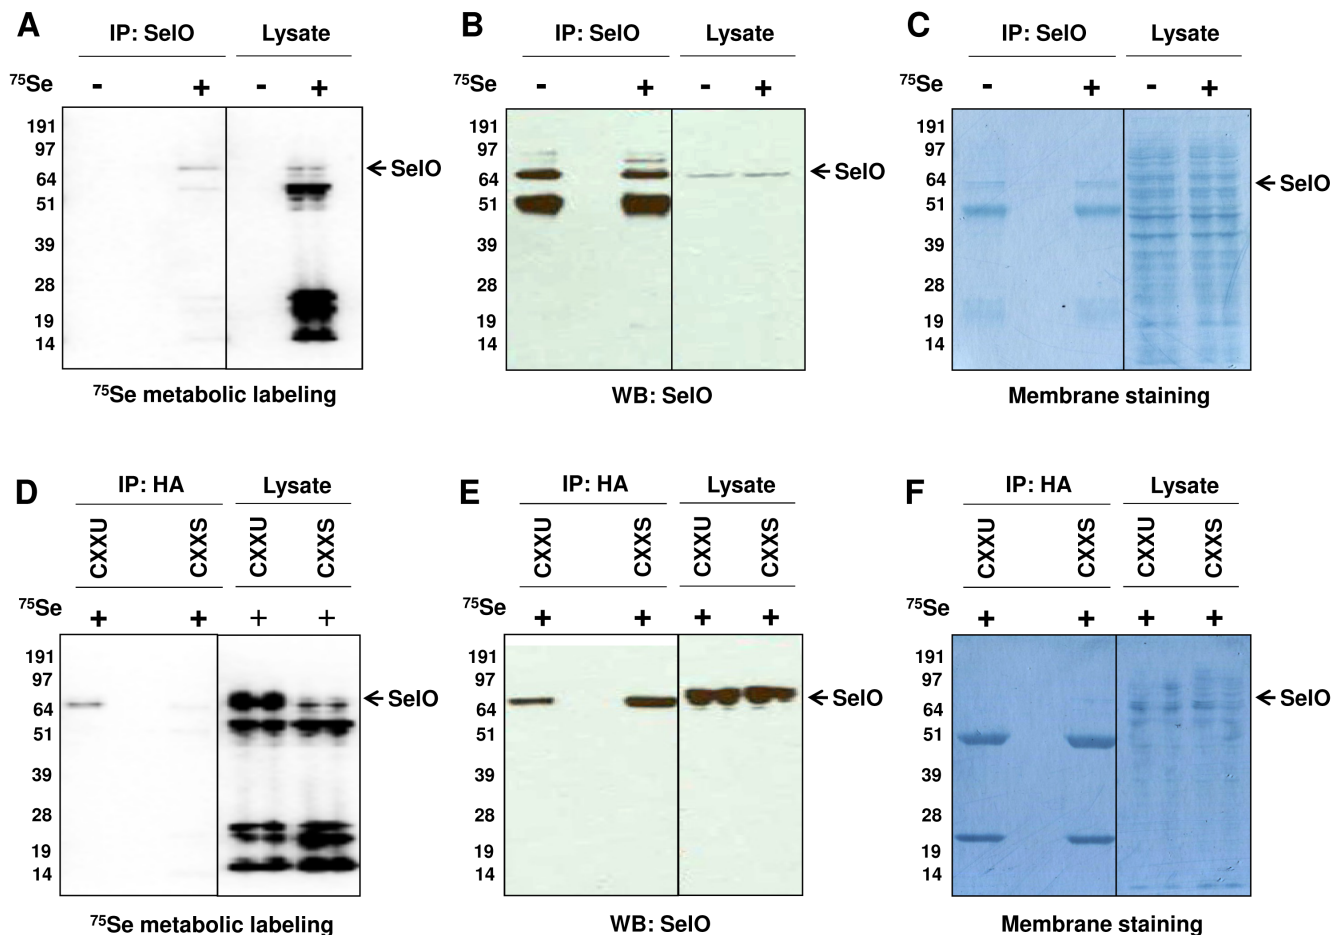 A
IP: SelO Lysate
⁷⁵Se - + - +
191
97
64
51
39
28
19
14
SelO
⁷⁵Se metabolic labeling
B
IP: SelO Lysate
⁷⁵Se - + - +
191
97
64
51
39
28
19
14
SelO
WB: SelO
C
IP: SelO Lysate
⁷⁵Se - + - +
191
97
64
51
39
28
19
14
SelO
Membrane staining
D
IP: HA Lysate
CXXU CXXS CXXU CXXS
⁷⁵Se + + + +
191
97
64
51
39
28
19
14
SelO
⁷⁵Se metabolic labeling
E
IP: HA Lysate
CXXU CXXS CXXU CXXS
⁷⁵Se + + + +
191
97
64
51
39
28
19
14
SelO
WB: SelO
F
IP: HA Lysate
CXXU CXXS CXXU CXXS
⁷⁵Se + + + +
191
97
64
51
39
28
19
14
SelO
Membrane staining